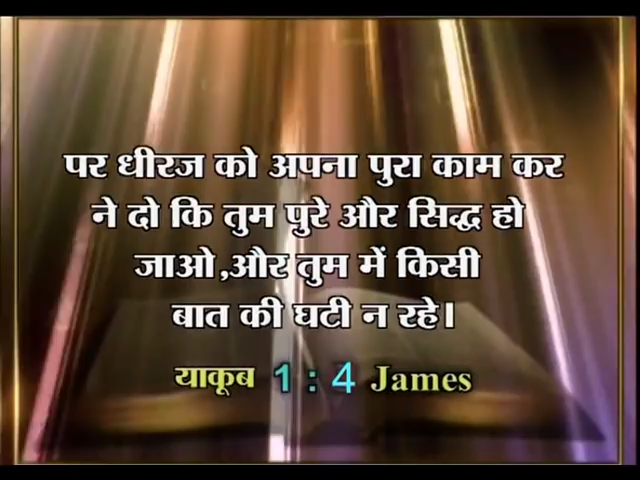 पर धीरज को अपना पुरा काम कर
ने दो कि तुम पुरे और सिद्ध हो
जाओ,और तुम में किसी
बात की घटी न रहे।
याकूब 1 : 4 James